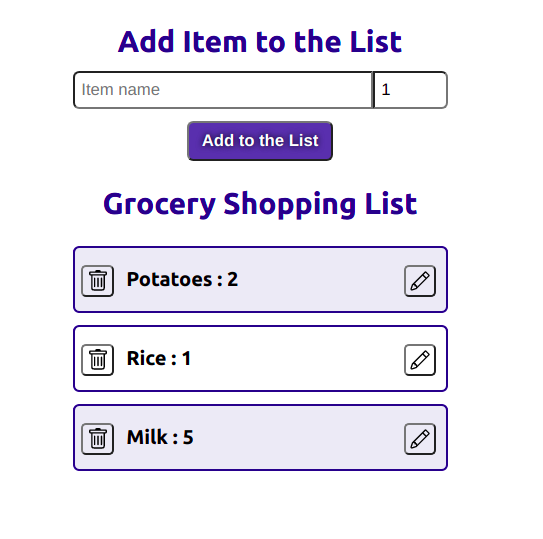 Add Item to the List
Item name 1
Add to the List
Grocery Shopping List
Potatoes : 2
Rice : 1
Milk : 5